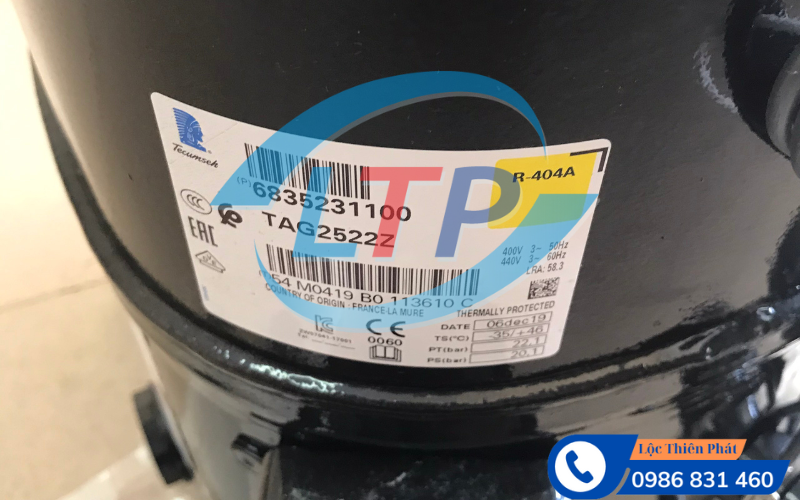 Tecumseh
R-404A
(P) 6835231100
TAG2522Z
LTP
EAC
400V 3~ 50Hz
440V 3~ 60Hz
LRA: 58.3
54 M0419 B0 113610 C
COUNTRY OF ORIGIN : FRANCE-LA MURE
THERMALLY PROTECTED
DATE 06dec19
TS(°C) -35/+46
PT(bar) 22.1
PS(bar) 20.1
CE
0060
Lộc Thiên Phát
0986 831 460